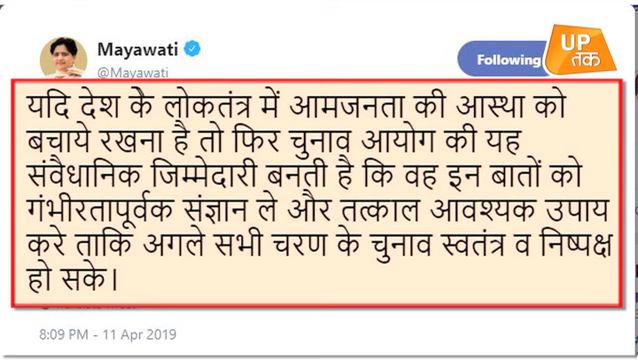 Mayawati
@Mayawati
Following
UP
तक
यदि देश के लोकतंत्र में आमजनता की आस्था को
बचाये रखना है तो फिर चुनाव आयोग की यह
संवैधानिक जिम्मेदारी बनती है कि वह इन बातों को
गंभीरतापूर्वक संज्ञान ले और तत्काल आवश्यक उपाय
करे ताकि अगले सभी चरण के चुनाव स्वतंत्र व निष्पक्ष
हो सके।
8:09 PM - 11 Apr 2019